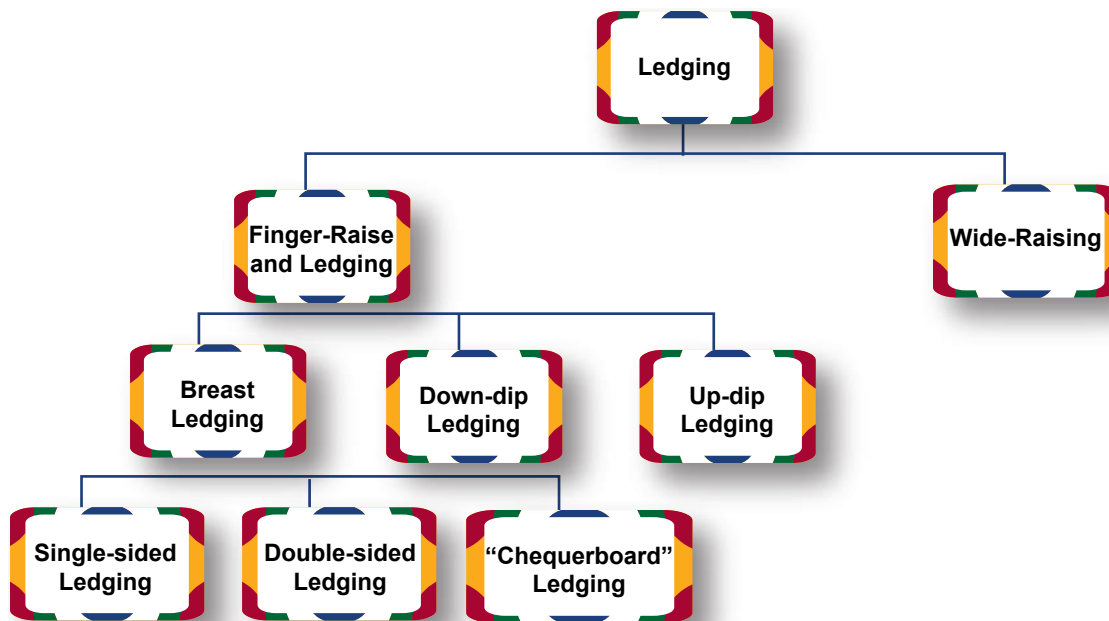 Ledging
Finger-Raise
and Ledging
Wide-Raising
Breast
Ledging
Down-dip
Ledging
Up-dip
Ledging
Single-sided
Ledging
Double-sided
Ledging
“Chequerboard”
Ledging